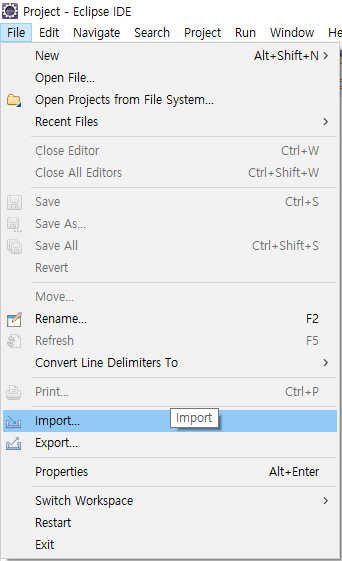 Project - Eclipse IDE
File Edit Navigate Search Project Run Window He
New Alt+Shift+N >
Open File...
Open Projects from File System...
Recent Files >
Close Editor Ctrl+W
Close All Editors Ctrl+Shift+W
Save Ctrl+S
Save As...
Save All Ctrl+Shift+S
Revert
Move...
Rename... F2
Refresh F5
Convert Line Delimiters To >
Print... Ctrl+P
Import... Import
Export...
Properties Alt+Enter
Switch Workspace >
Restart
Exit